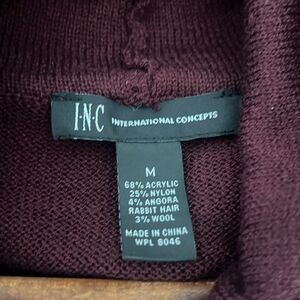 I·N·C INTERNATIONAL CONCEPTS
M
68% ACRYLIC
25% NYLON
4% ANGORA
RABBIT HAIR
3% WOOL
MADE IN CHINA
WPL 8046